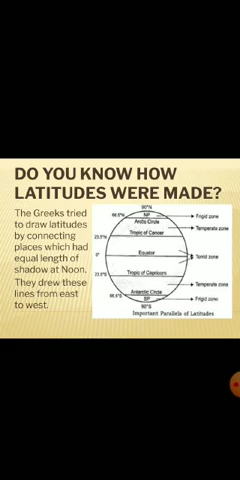 DO YOU KNOW HOW
LATITUDES WERE MADE?
The Greeks tried
to draw latitudes
by connecting
places which had
equal length of
shadow at Noon.
They drew these
lines from east
to west.
90°N
66.5°N
NP
Frigid zone
Arctic Circle
Temperate zone
Tropic of Cancer
23.5°N
0°
Equator
Torrid zone
23.5°S
Tropic of Capricorn
Temperate zone
Antarctic Circle
66.5°S
SP
Frigid zone
90°S
Important Parallels of Latitudes